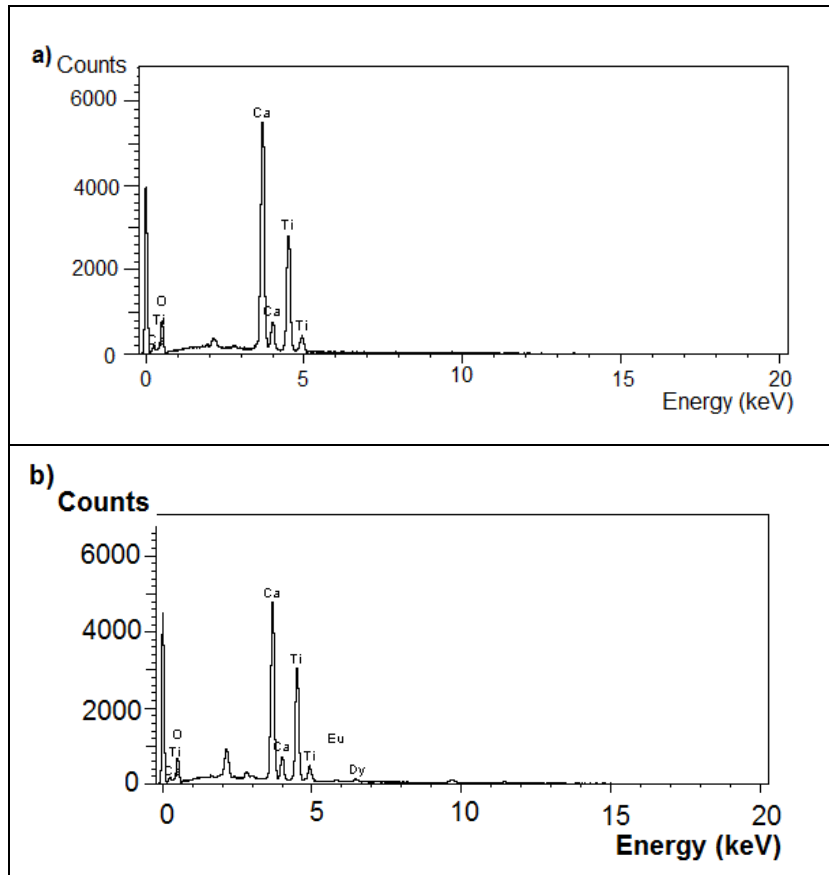 a) Counts
6000
4000
2000
0
Ca
Ti
O
Ti
Ca
Ti
0 5 10 15 20
Energy (keV)
b)
Counts
6000
4000
2000
0
Ca
Ti
O
Ti
Ca
Ti
Eu
Dy
0 5 10 15 20
Energy (keV)